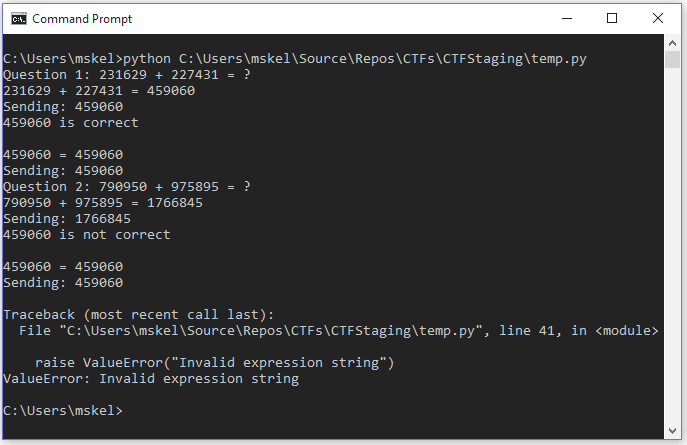 Command Prompt
C:\Users\mskel>python C:\Users\mskel\Source\Repos\CTFs\CTFStaging\temp.py
Question 1: 231629 + 227431 = ?
231629 + 227431 = 459060
Sending: 459060
459060 is correct
459060 = 459060
Sending: 459060
Question 2: 790950 + 975895 = ?
790950 + 975895 = 1766845
Sending: 1766845
459060 is not correct
459060 = 459060
Sending: 459060
Traceback (most recent call last):
File "C:\Users\mskel\Source\Repos\CTFs\CTFStaging\temp.py", line 41, in <module>
raise ValueError("Invalid expression string")
ValueError: Invalid expression string
C:\Users\mskel>